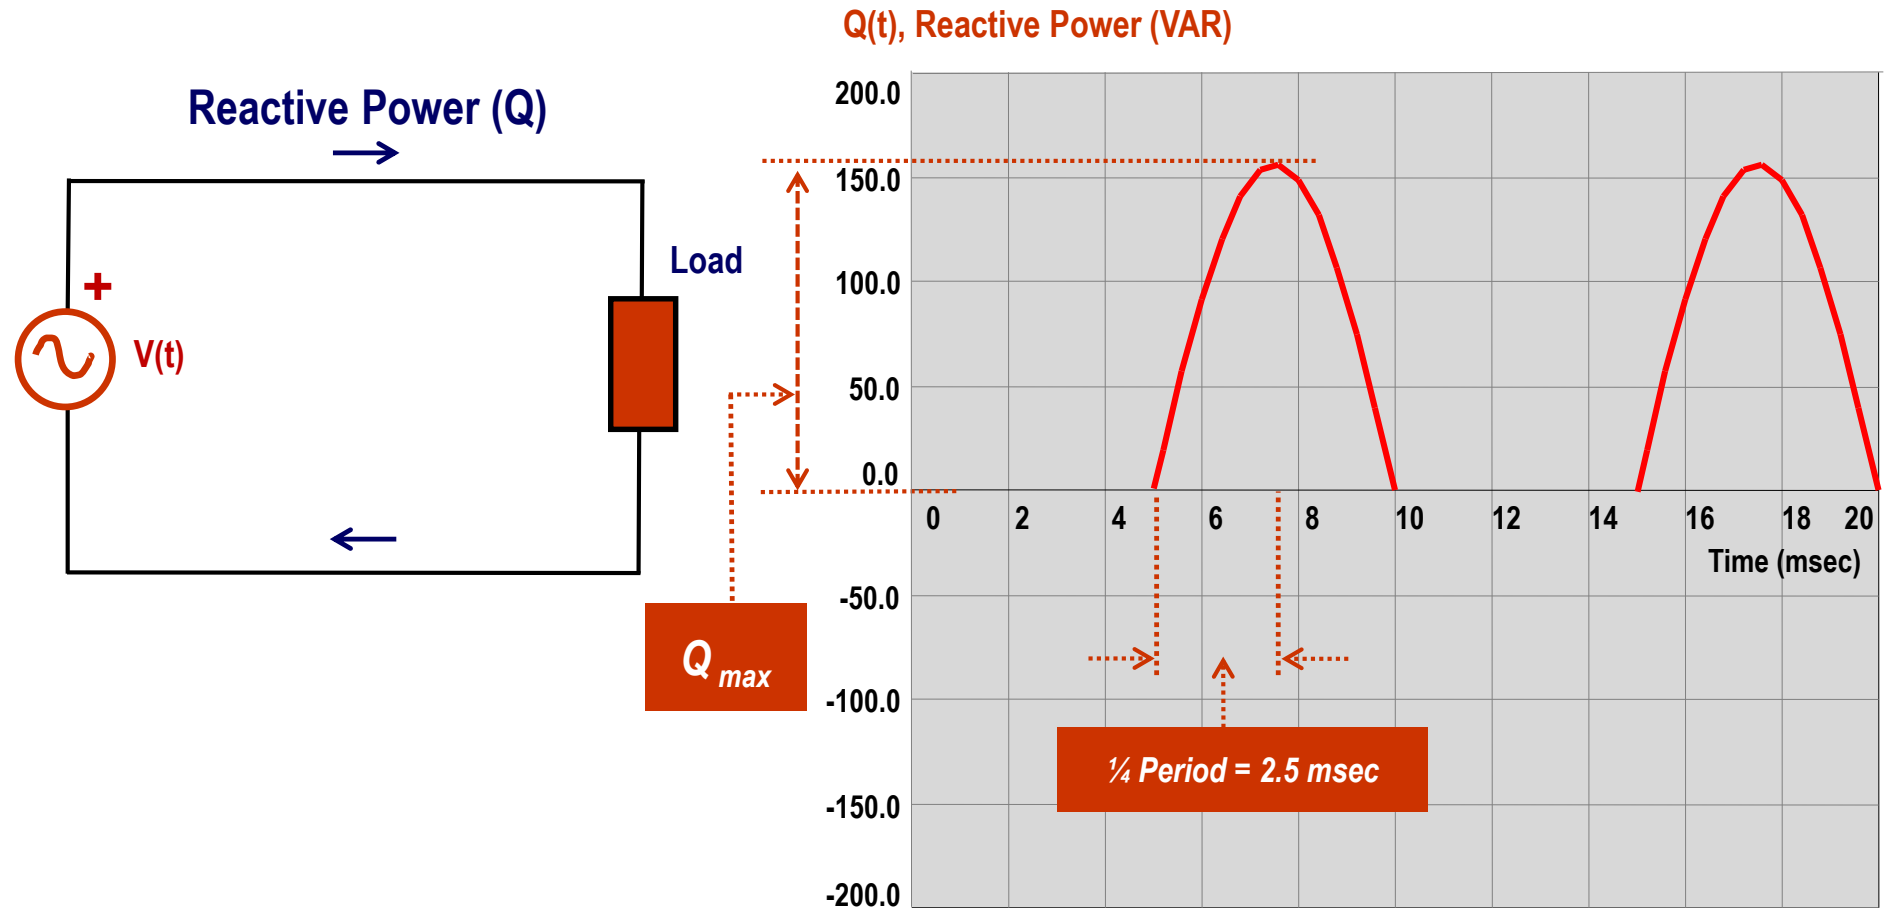 Q(t), Reactive Power (VAR)
Reactive Power (Q)
Load
+
V(t)
Q max
200.0
150.0
100.0
50.0
0.0
-50.0
-100.0
-150.0
-200.0
0 2 4 6 8 10 12 14 16 18 20
Time (msec)
¼ Period = 2.5 msec